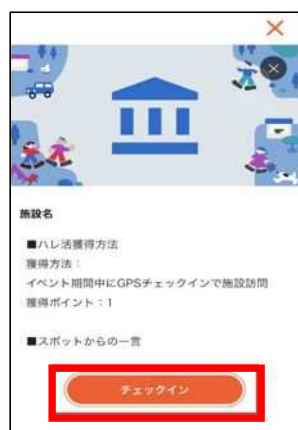 施設名
■ハレ活獲得方法
獲得方法：
イベント期間中にGPSチェックインで施設訪問
獲得ポイント：1
■スポットからの一言
チェックイン